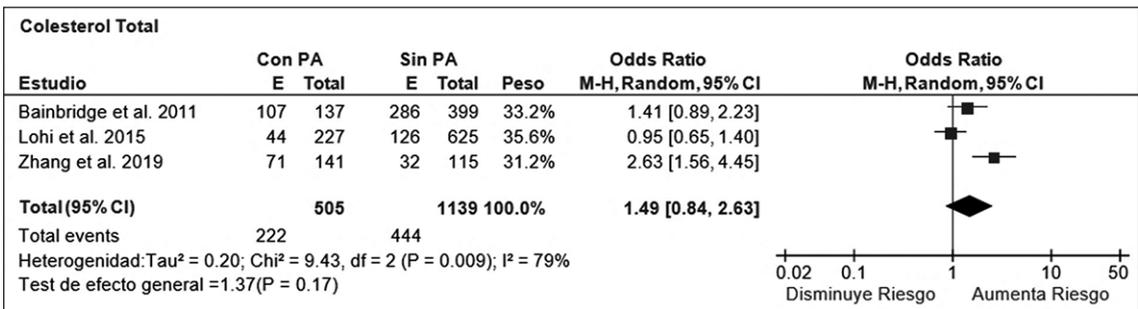 Colesterol Total
Con PA Sin PA Odds Ratio Odds Ratio
Estudio E Total E Total Peso M-H, Random, 95% CI M-H, Random, 95% CI
Bainbridge et al. 2011 107 137 286 399 33.2% 1.41 [0.89, 2.23]
Lohi et al. 2015 44 227 126 625 35.6% 0.95 [0.65, 1.40]
Zhang et al. 2019 71 141 32 115 31.2% 2.63 [1.56, 4.45]
Total (95% CI) 505 1139 100.0% 1.49 [0.84, 2.63]
Total events 222 444
Heterogenidad: Tau² = 0.20; Chi² = 9.43, df = 2 (P = 0.009); I² = 79%
Test de efecto general =1.37(P = 0.17)
0.02 0.1 1 10 50
Disminuye Riesgo Aumenta Riesgo